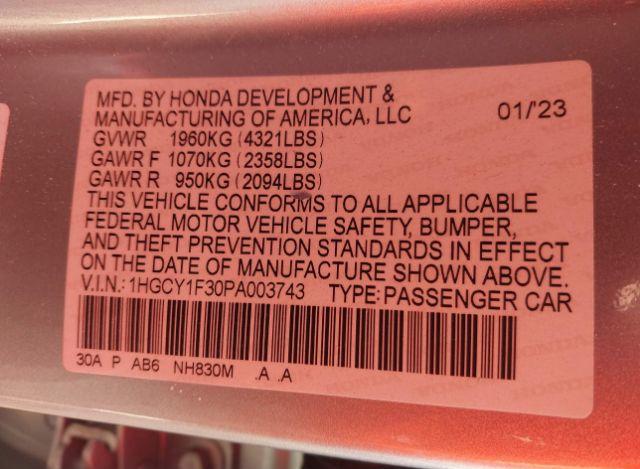 MFD. BY HONDA DEVELOPMENT &
MANUFACTURING OF AMERICA, LLC 01/23
GVWR 1960KG (4321LBS)
GAWR F 1070KG (2358LBS)
GAWR R 950KG (2094LBS)
THIS VEHICLE CONFORMS TO ALL APPLICABLE
FEDERAL MOTOR VEHICLE SAFETY, BUMPER,
AND THEFT PREVENTION STANDARDS IN EFFECT
ON THE DATE OF MANUFACTURE SHOWN ABOVE.
V.I.N.: 1HGCY1F30PA003743 TYPE: PASSENGER CAR
30A P AB6 NH830M .A .A